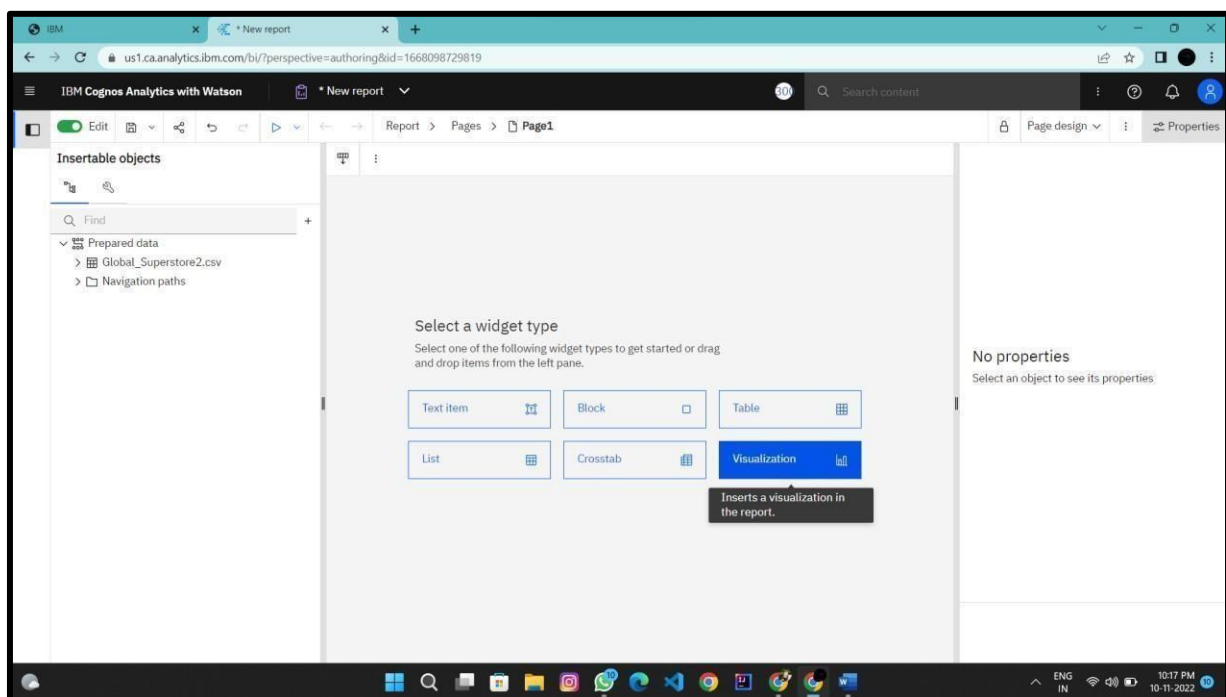 IBM
* New report
us1.ca.analytics.ibm.com/bi/?perspective=authoring&id=1668098729819
IBM Cognos Analytics with Watson
* New report
Search content
Edit
Report > Pages > Page1
Page design
Properties
Insertable objects
Find
Prepared data
Global_Superstore2.csv
Navigation paths
Select a widget type
Select one of the following widget types to get started or drag
and drop items from the left pane.
Text item
Block
Table
List
Crosstab
Visualization
Inserts a visualization in
the report.
No properties
Select an object to see its properties
ENG
IN
10:17 PM
10-11-2022
10